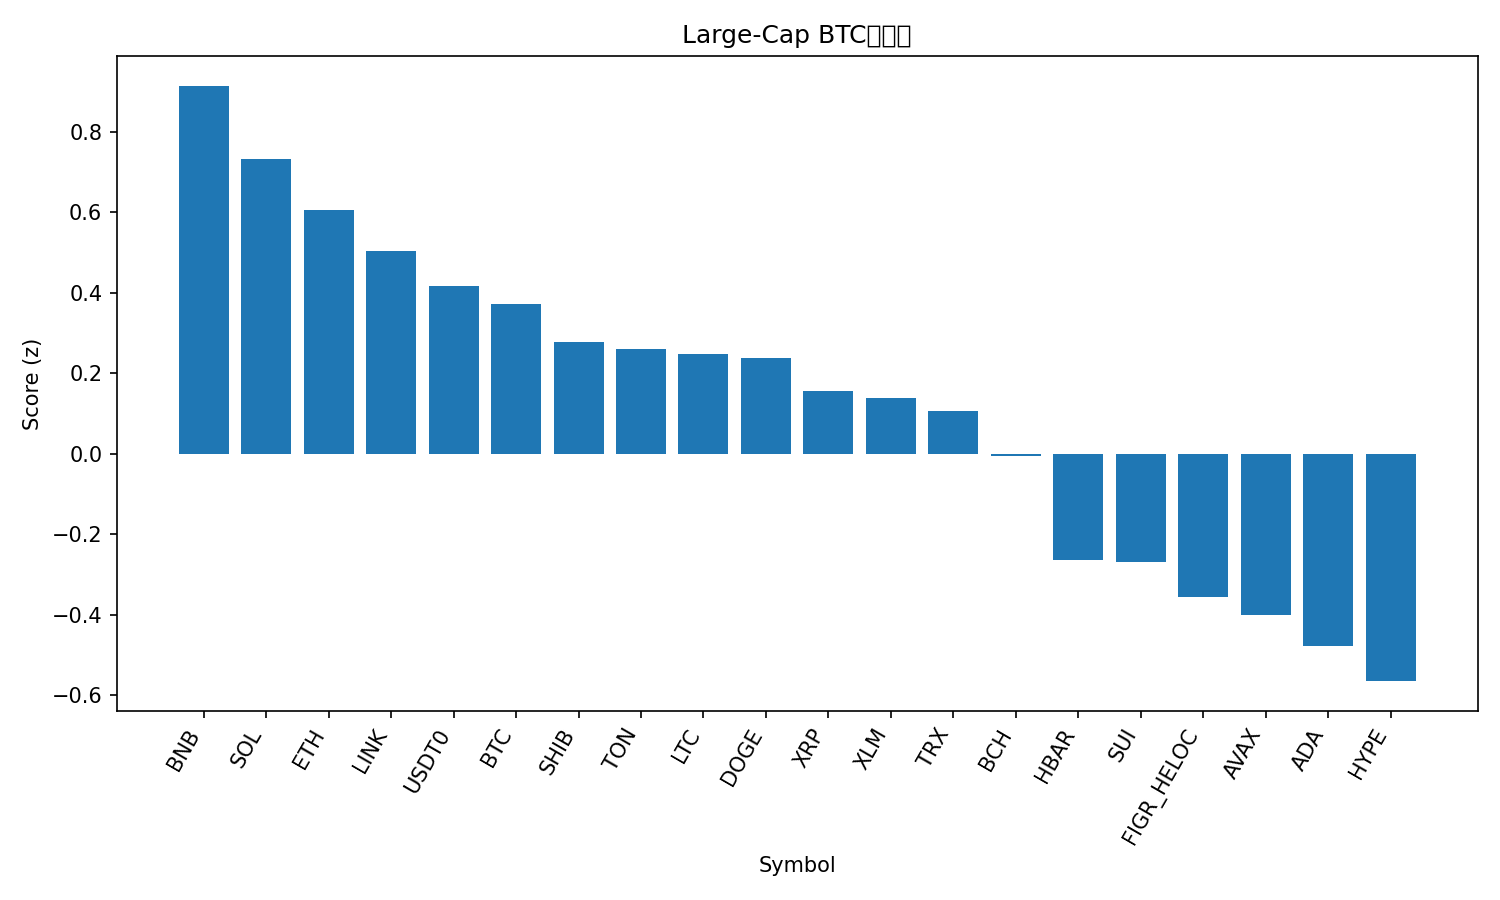 Large-Cap BTC
Score (z)
0.8
0.6
0.4
0.2
0.0
−0.2
−0.4
−0.6
BNB
SOL
ETH
LINK
USDT0
BTC
SHIB
TON
LTC
DOGE
XRP
XLM
TRX
BCH
HBAR
SUI
FIGR_HELOC
AVAX
ADA
HYPE
Symbol